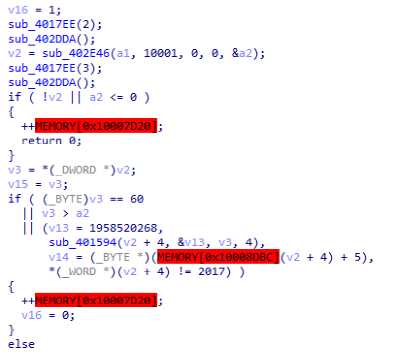 v16 = 1;
sub_4017EE(2);
sub_402DDA();
v2 = sub_402E46(a1, 10001, 0, 0, &a2);
sub_4017EE(3);
sub_402DDA();
if ( !v2 || a2 <= 0 )
{
++MEMORY[0x10007D20];
return 0;
}
v3 = *(_DWORD *)v2;
v15 = v3;
if ( (_BYTE)v3 == 60
|| v3 > a2
|| (v13 = 1958520268,
sub_401594(v2 + 4, &v13, v3, 4),
v14 = (_BYTE *)(MEMORY[0x10008DBC](v2 + 4) + 5),
*(_WORD *)(v2 + 4) != 2017) )
{
++MEMORY[0x10007D20];
v16 = 0;
}
else